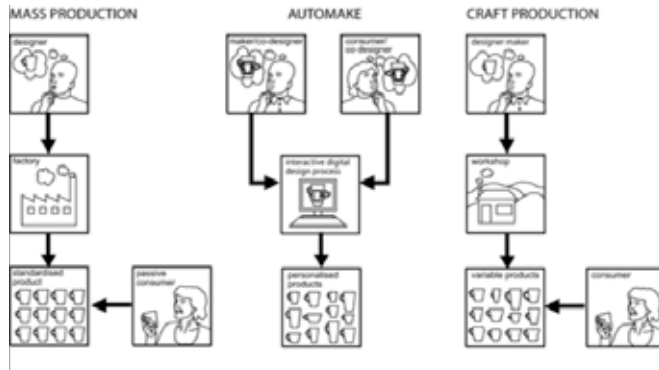 MASS PRODUCTION
AUTOMAKE
CRAFT PRODUCTION
designer
maker/co-designer
consumer/
co-designer
designer maker
factory
interactive digital
design process
workshop
standardised
product
passive
consumer
personalised
products
variable products
consumer